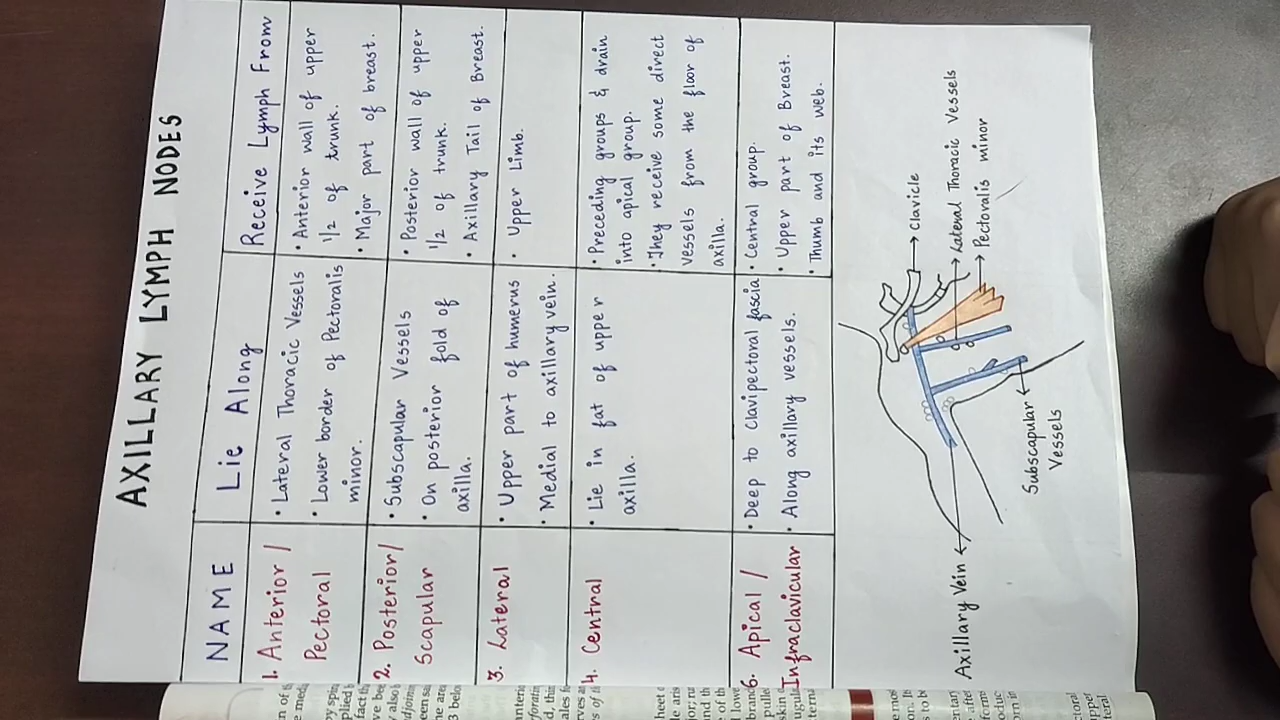 AXILLARY LYMPH NODES
NAME
Lie Along
Receive Lymph From
1. Anterior /
Pectoral
• Lateral Thoracic Vessels
• Lower border of Pectoralis
minor.
• Anterior wall of upper
1/2 of trunk.
• Major part of breast.
2. Posterior/
Scapular
• Subscapular Vessels
• On posterior fold of
axilla.
• Posterior wall of upper
1/2 of trunk.
• Axillary Tail of Breast.
3. Lateral
• Upper part of humerus
• Medial to axillary vein.
• Upper Limb.
4. Central
• Lie in fat of upper
axilla.
• Preceding groups & drain
into apical group.
• They receive some direct
vessels from the floor of
axilla.
6. Apical /
Infraclavicular
• Deep to Clavipectoral fascia
• Along axillary vessels.
• Central group.
• Upper part of Breast.
• Thumb and its web.
Clavicle
Lateral Thoracic Vessels
Pectoralis minor
Subscapular
Vessels
Axillary Vein